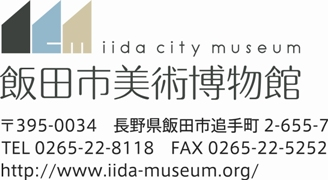 iida city museum
飯田市美術博物館
〒395-0034　長野県飯田市追手町 2-655-7
TEL 0265-22-8118　FAX 0265-22-5252
http://www.iida-museum.org/